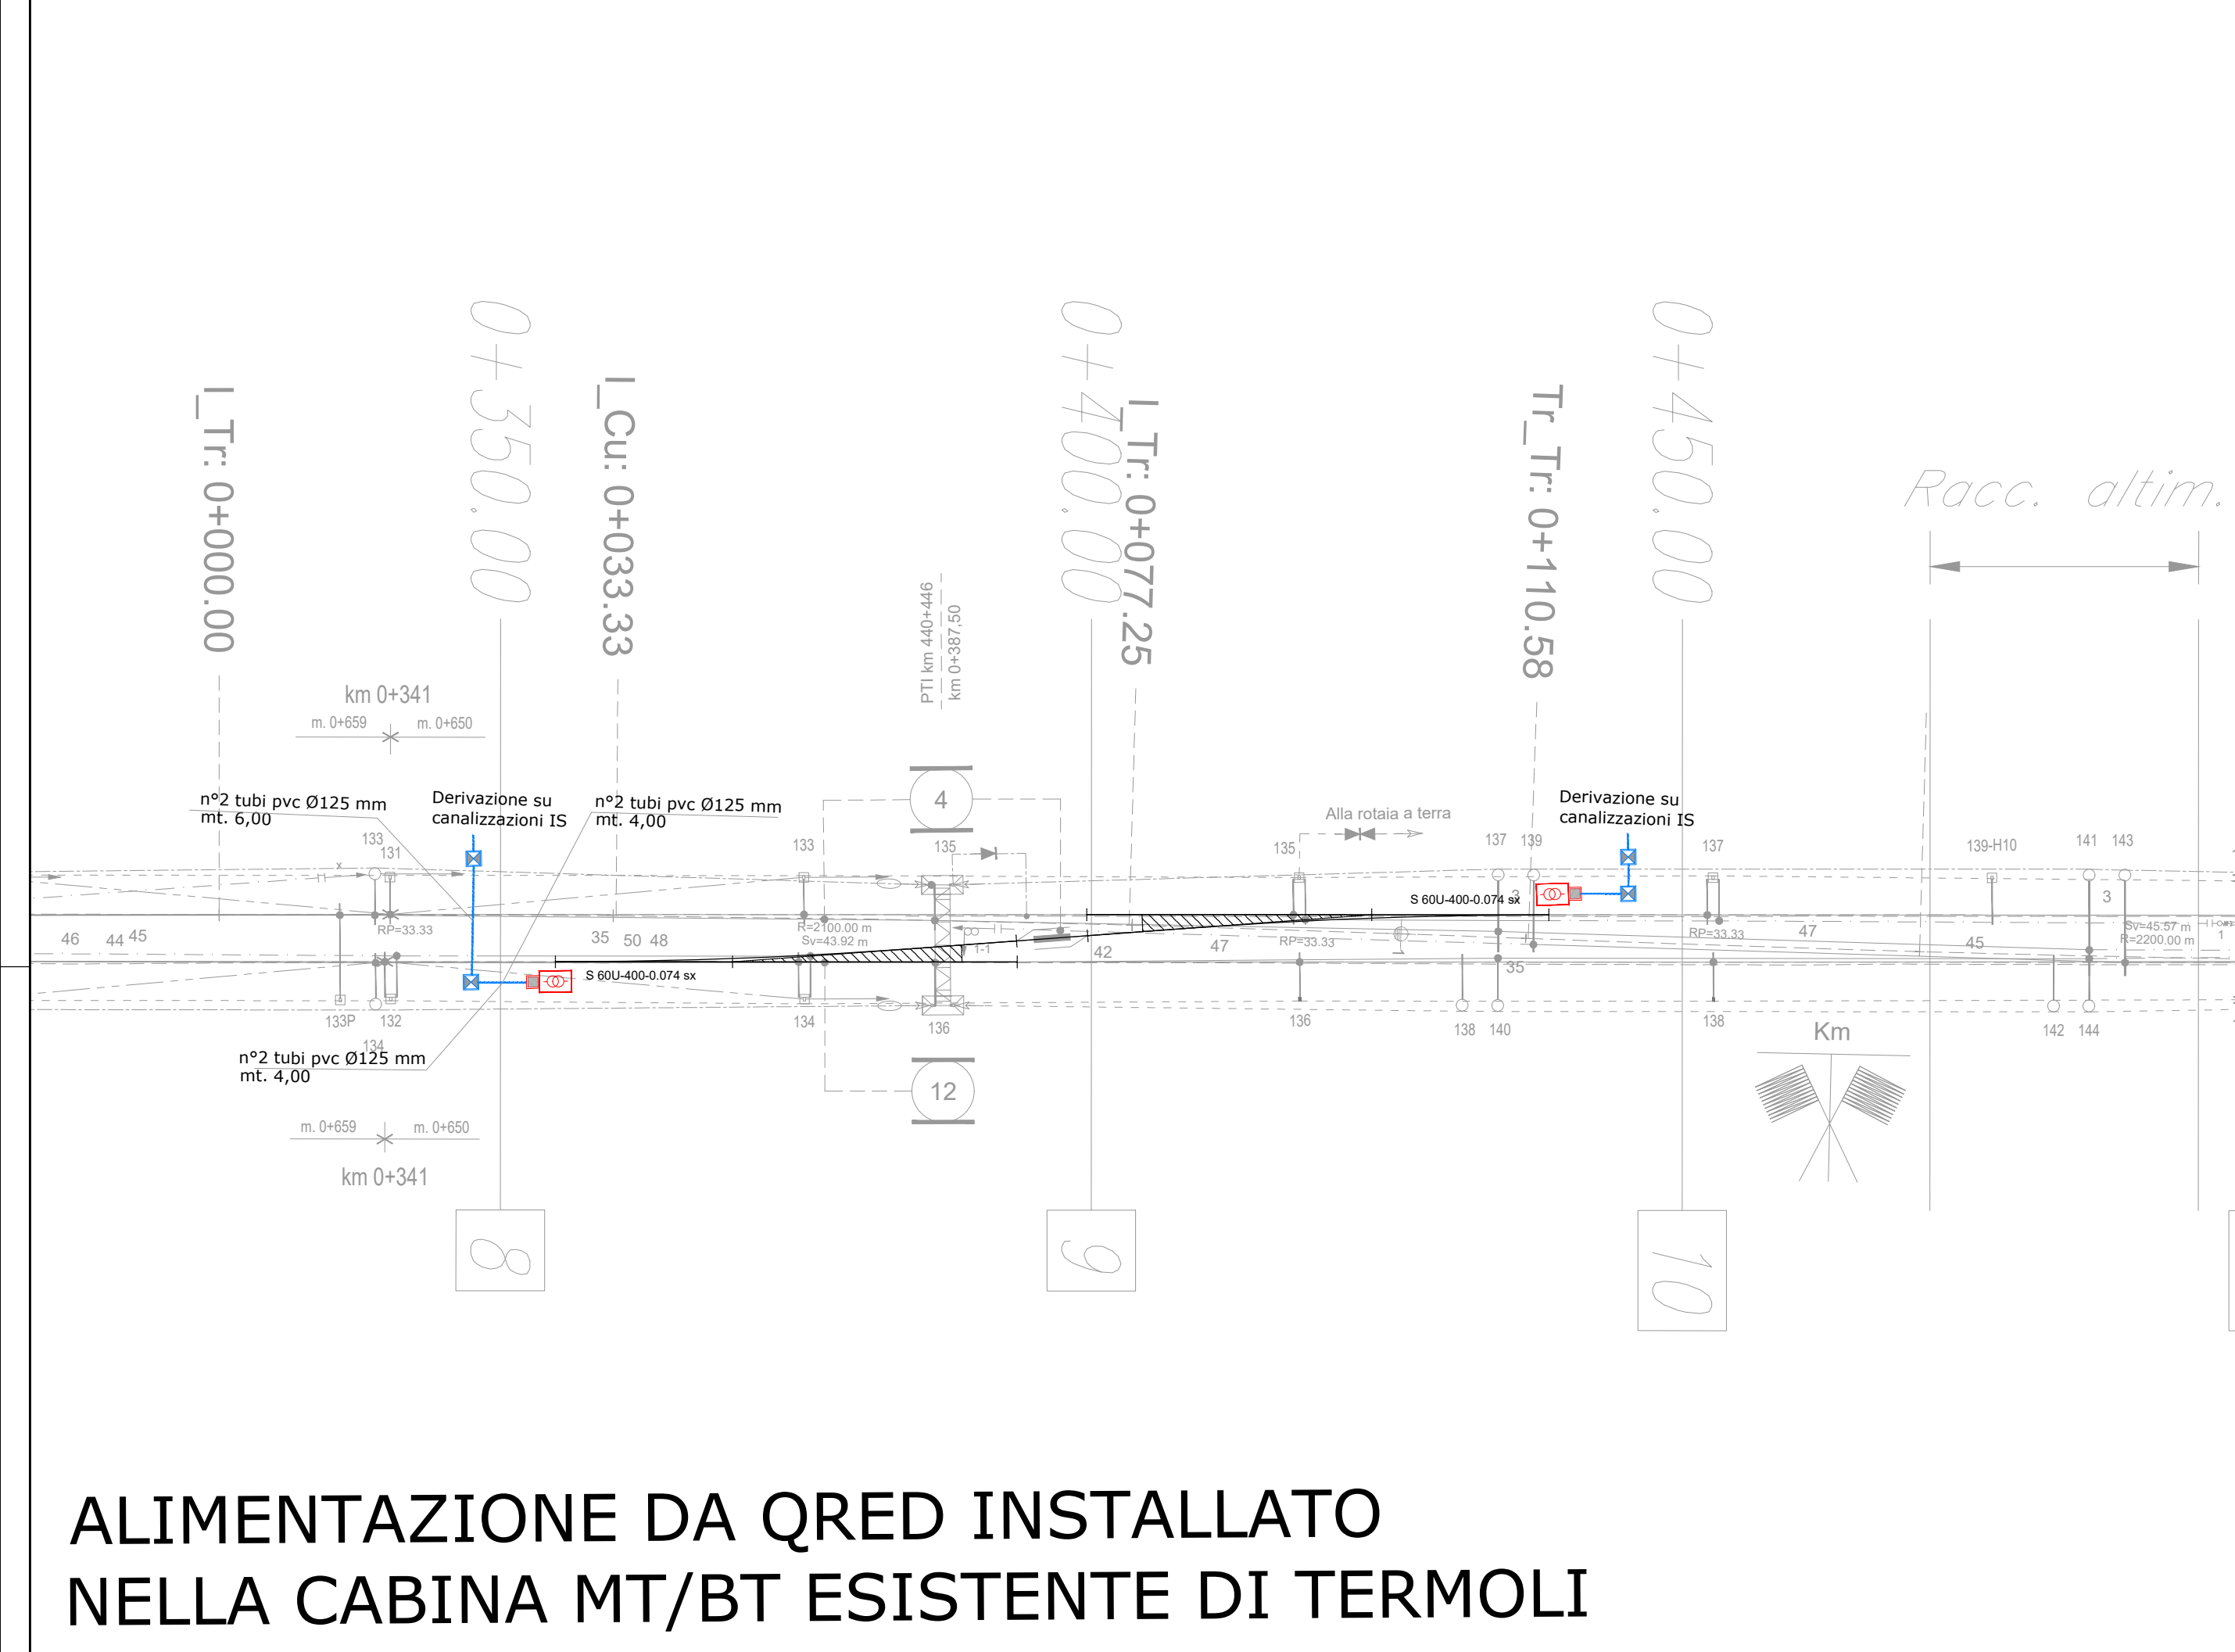 0+350.00
0+400.00
0+450.00
I_Tr: 0+000.00
I_Cu: 0+033.33
I_Tr: 0+077.25
Tr_Tr: 0+110.58
Racc. altim.
PTI km 440+446
km 0+387,50
km 0+341
m. 0+659
m. 0+650
n°2 tubi pvc Ø125 mm
mt. 6,00
Derivazione su
canalizzazioni IS
n°2 tubi pvc Ø125 mm
mt. 4,00
4
Alla rotaia a terra
Derivazione su
canalizzazioni IS
133
131
133
135
135
137
139
137
139-H10
141
143
x
S 60U-400-0.074 sx
3
3
RP=33.33
R=2100.00 m
Sv=43.92 m
Sv=45.57 m
R=2200.00 m
1
46
44
45
35
50
48
1-1
42
47
RP=33.33
RP=33.33
47
45
35
S 60U-400-0.074 sx
133P
132
134
134
136
136
138
140
138
142
144
Km
n°2 tubi pvc Ø125 mm
mt. 4,00
12
m. 0+659
m. 0+650
km 0+341
8
9
10
ALIMENTAZIONE DA QRED INSTALLATO
NELLA CABINA MT/BT ESISTENTE DI TERMOLI